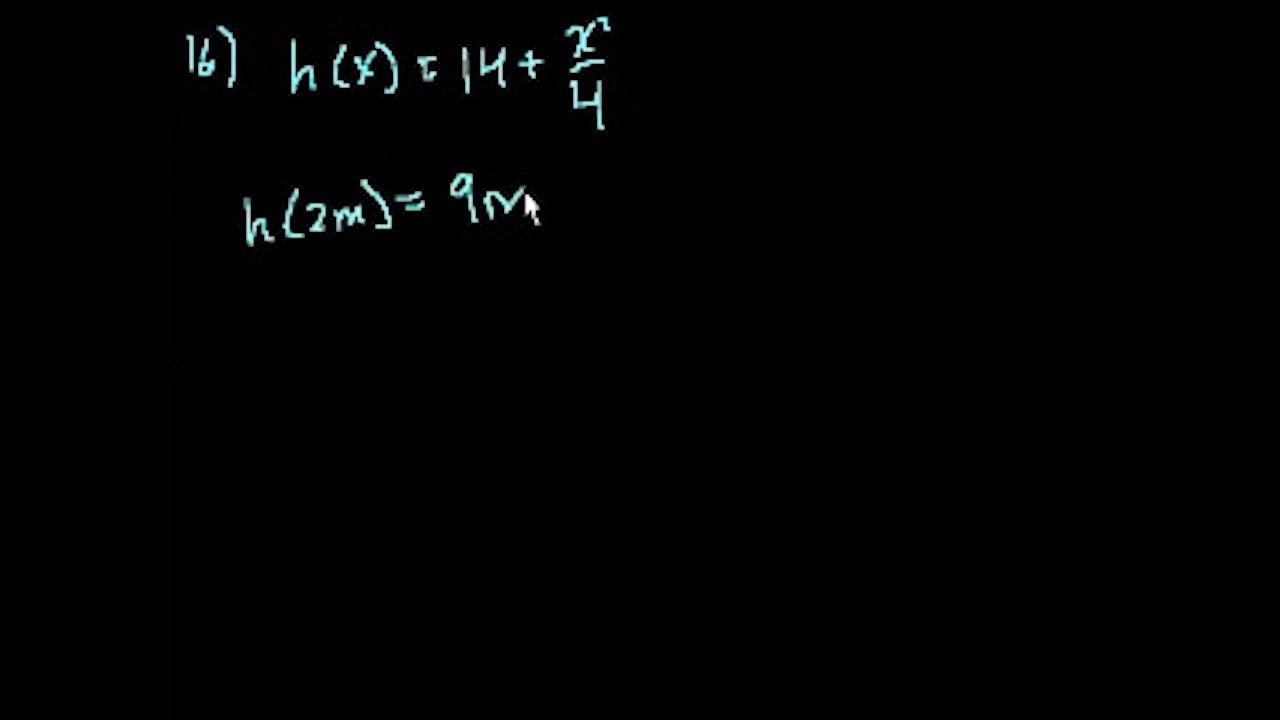 16) h(x) = 14 + x²/4
h(2m) = 9m